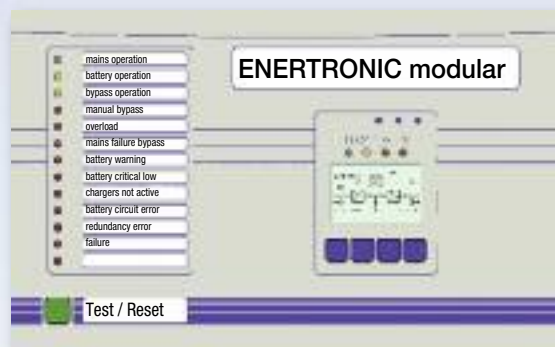 mains operation
battery operation
bypass operation
manual bypass
overload
mains failure bypass
battery warning
battery critical low
chargers not active
battery circuit error
redundancy error
failure
ENERTRONIC modular
Test / Reset